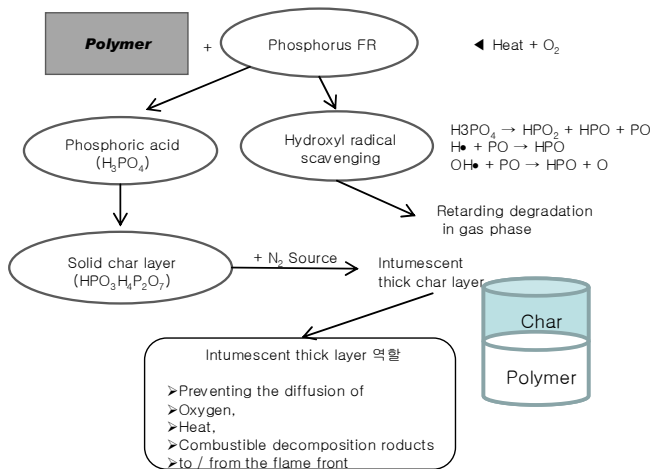 Polymer + Phosphorus FR ◀ Heat + O₂
Phosphoric acid
(H₃PO₄)
Hydroxyl radical
scavenging
H3PO₄ → HPO₂ + HPO + PO
H● + PO → HPO
OH● + PO → HPO + O
Retarding degradation
in gas phase
Solid char layer
(HPO₃H₄P₂O₇)
+ N₂ Source
Intumescent
thick char layer
Char
Polymer
Intumescent thick layer 역할
➢Preventing the diffusion of
➢Oxygen,
➢Heat,
➢Combustible decomposition roducts
➢to / from the flame front